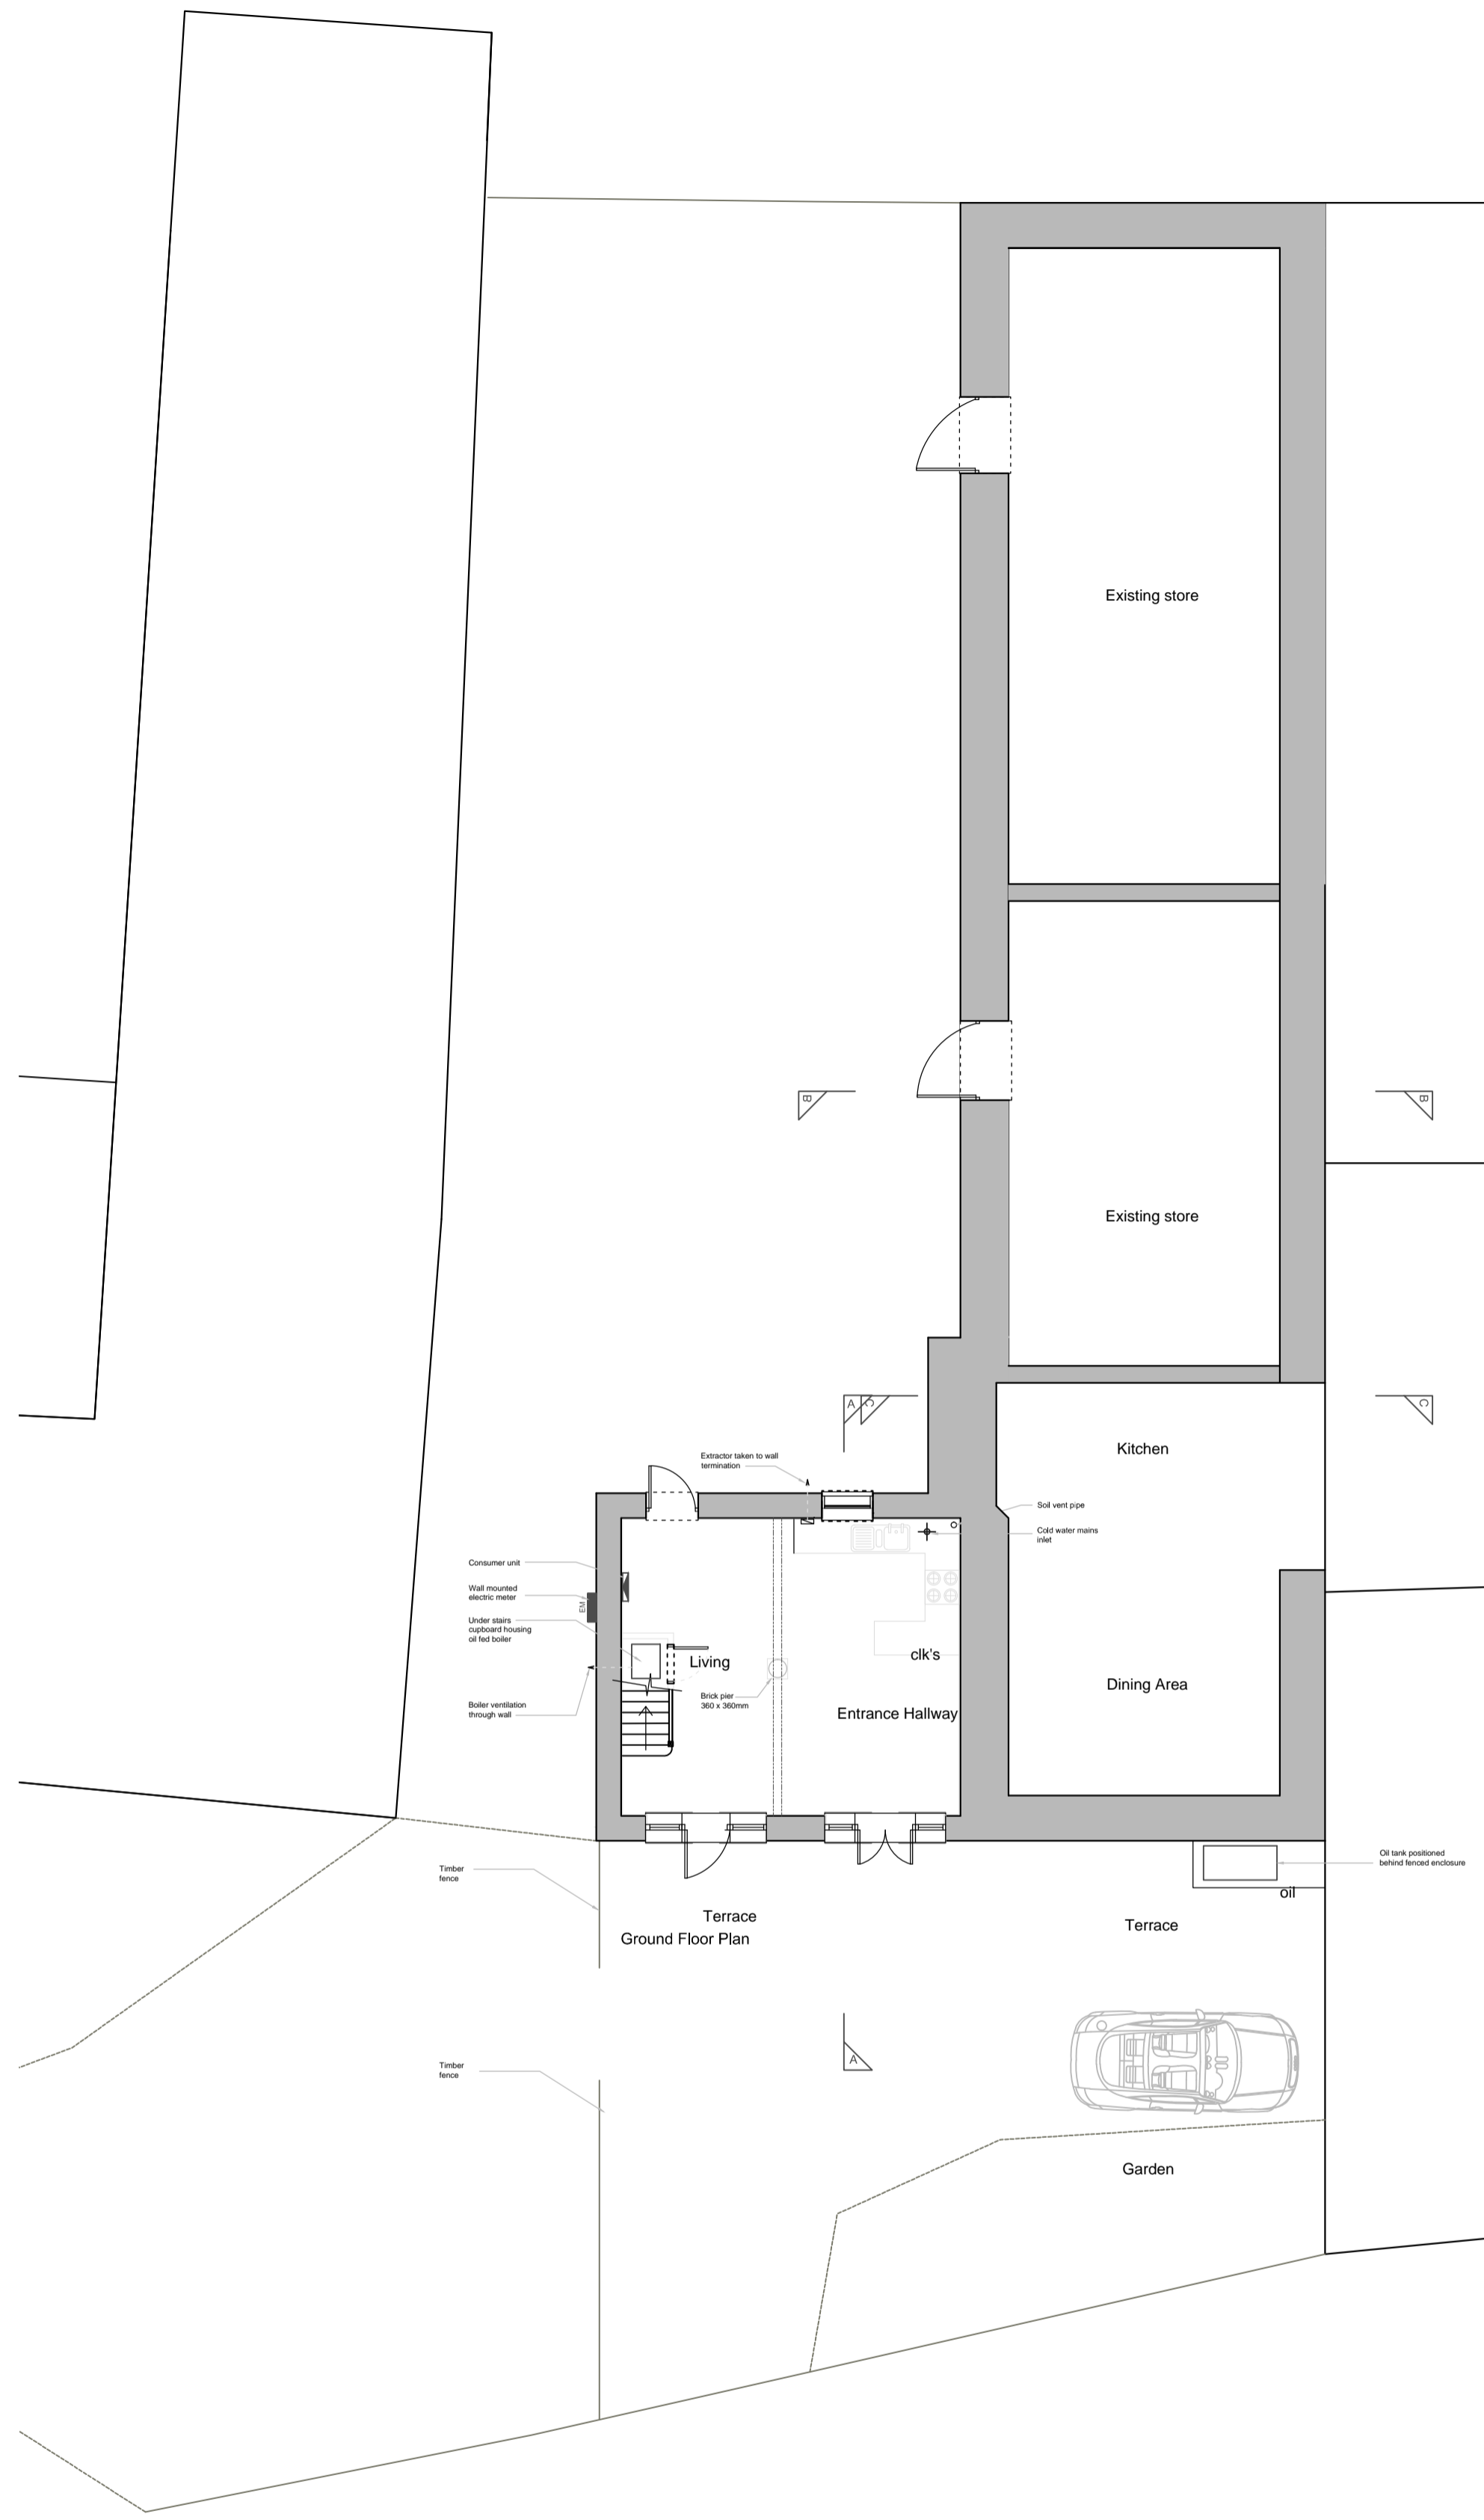 Existing store
B
B
Existing store
A
C
C
Kitchen
Extractor taken to wall
termination
Soil vent pipe
Cold water mains
inlet
Consumer unit
Wall mounted
electric meter
EM
Under stairs
cupboard housing
oil fed boiler
Living
clk's
Dining Area
Brick pier
360 x 360mm
Entrance Hallway
Boiler ventilation
through wall
Oil tank positioned
behind fenced enclosure
Timber
fence
oil
Terrace
Terrace
Ground Floor Plan
A
Timber
fence
Garden